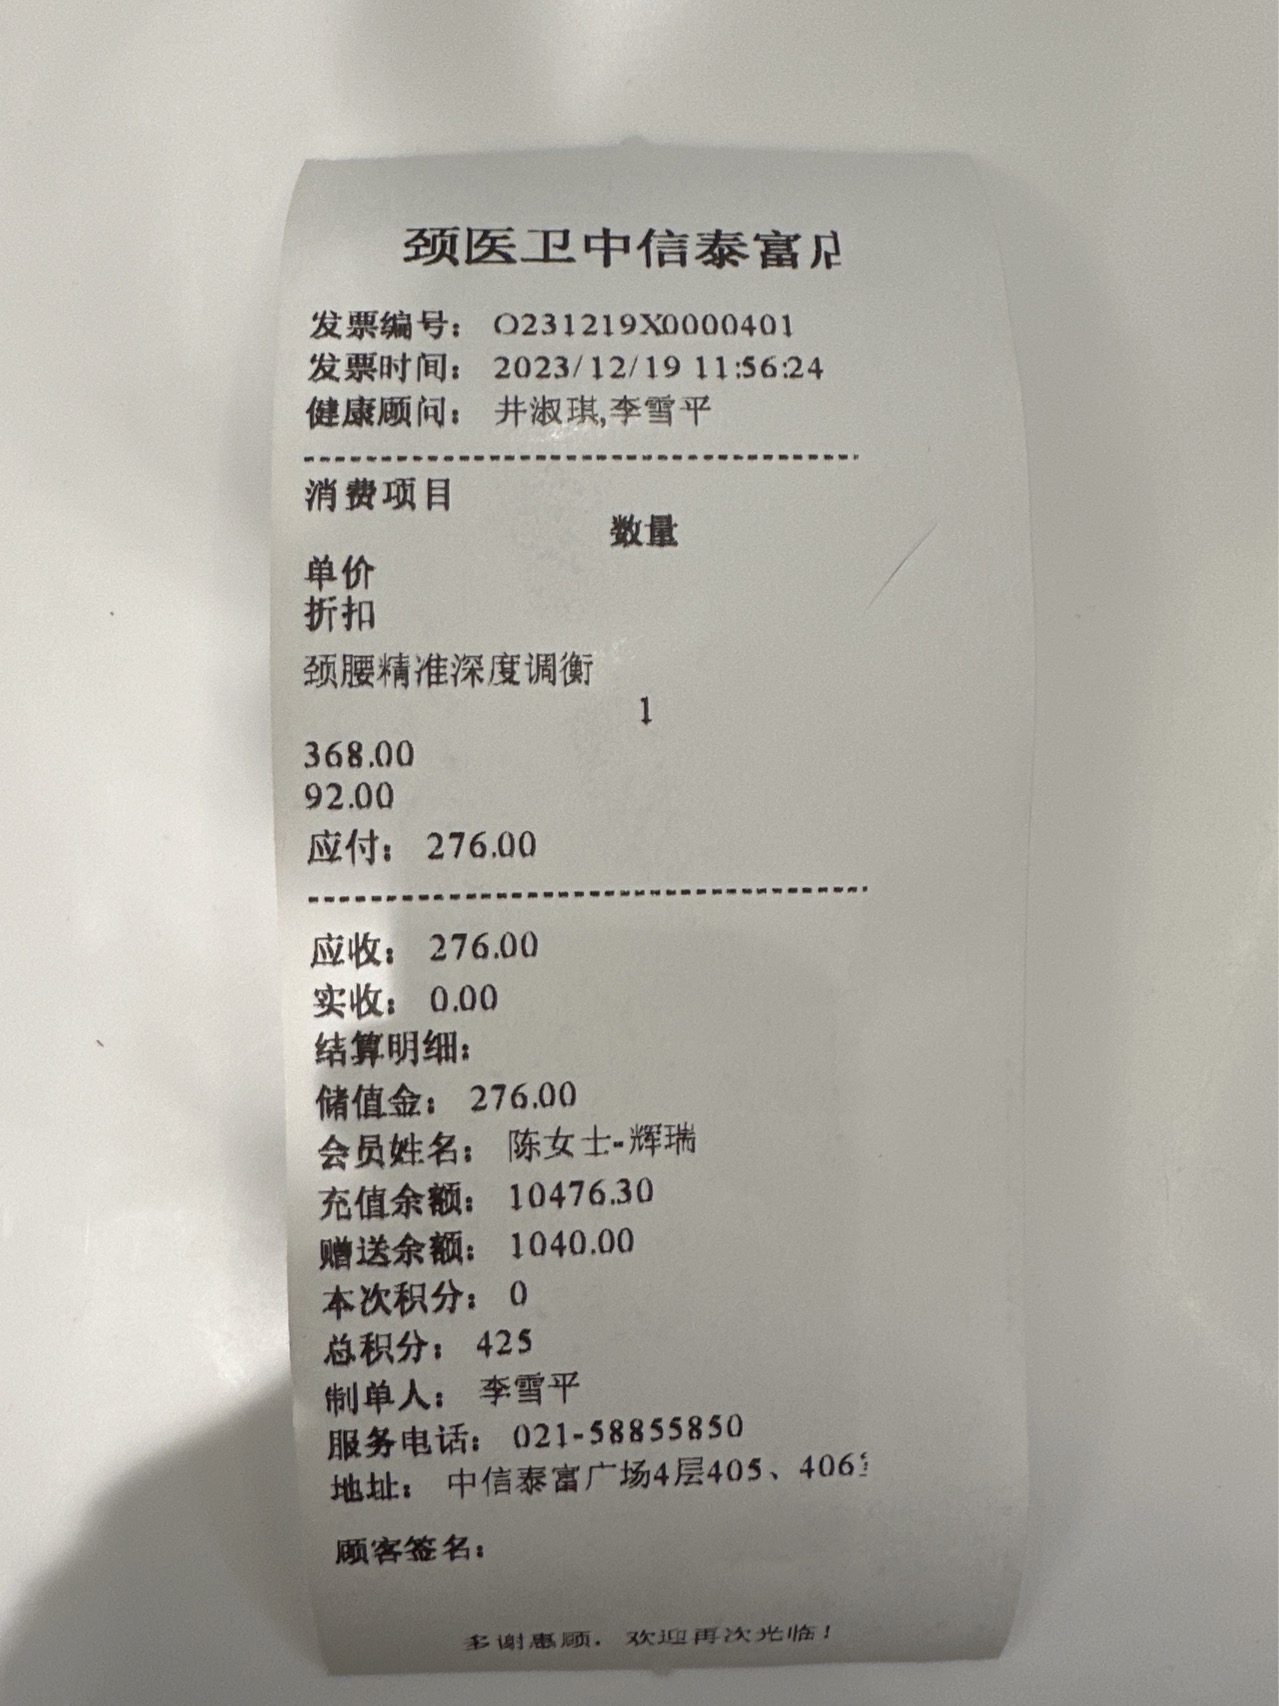 颈医卫中信泰富店
发票编号： O231219X0000401
发票时间： 2023/12/19 11:56:24
健康顾问： 井淑琪,李雪平
消费项目
数量
单价
折扣
颈腰精准深度调衡
1
368.00
92.00
应付： 276.00
应收： 276.00
实收： 0.00
结算明细：
储值金： 276.00
会员姓名： 陈女士-辉瑞
充值余额： 10476.30
赠送余额： 1040.00
本次积分： 0
总积分： 425
制单人： 李雪平
服务电话： 021-58855850
地址： 中信泰富广场4层405、406
顾客签名：
多谢惠顾，欢迎再次光临！